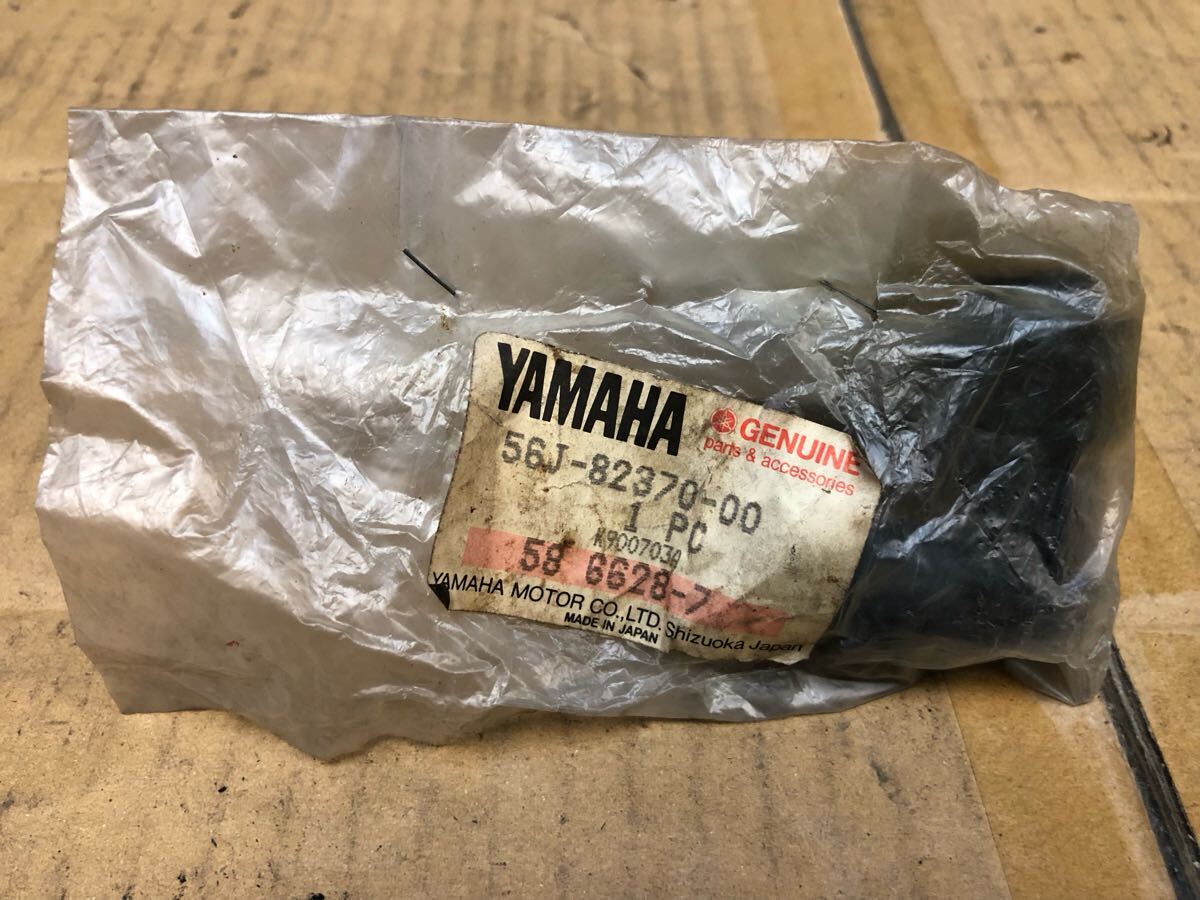 YAMAHA
GENUINE
parts & accessories
56J-82370-00
1 PC
K9007030
58 6628-7
YAMAHA MOTOR CO.,LTD. Shizuoka Japan
MADE IN JAPAN